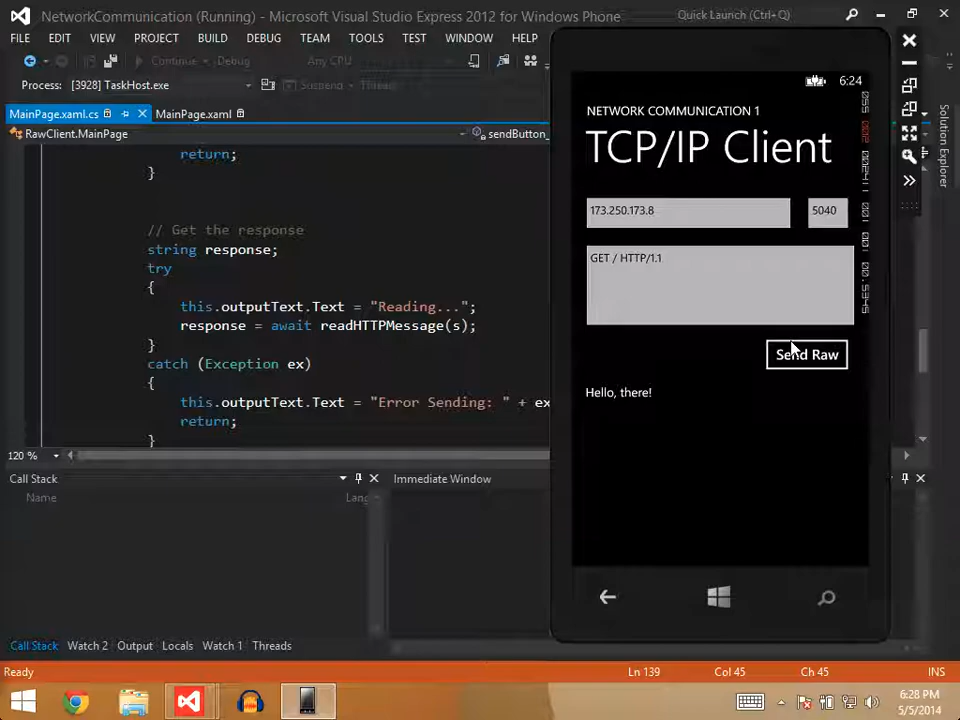 NetworkCommunication (Running) - Microsoft Visual Studio Express 2012 for Windows Phone
Quick Launch (Ctrl+Q)
FILE EDIT VIEW PROJECT BUILD DEBUG TEAM TOOLS TEST WINDOW HELP
Continue Debug Any CPU
Process: [3928] TaskHost.exe Suspend Thread:
MainPage.xaml.cs MainPage.xaml
RawClient.MainPage sendButton_
return;
}
// Get the response
string response;
try
{
this.outputText.Text = "Reading...";
response = await readHTTPMessage(s);
}
catch (Exception ex)
{
this.outputText.Text = "Error Sending: " + ex
return;
}
120 %
Call Stack
Name Lang
Immediate Window
Call Stack Watch 2 Output Locals Watch 1 Threads
Ready Ln 139 Col 45 Ch 45 INS
6:24
NETWORK COMMUNICATION 1
TCP/IP Client
173.250.173.8 5040
GET / HTTP/1.1
Send Raw
Hello, there!
Solution Explorer
6:28 PM
5/5/2014